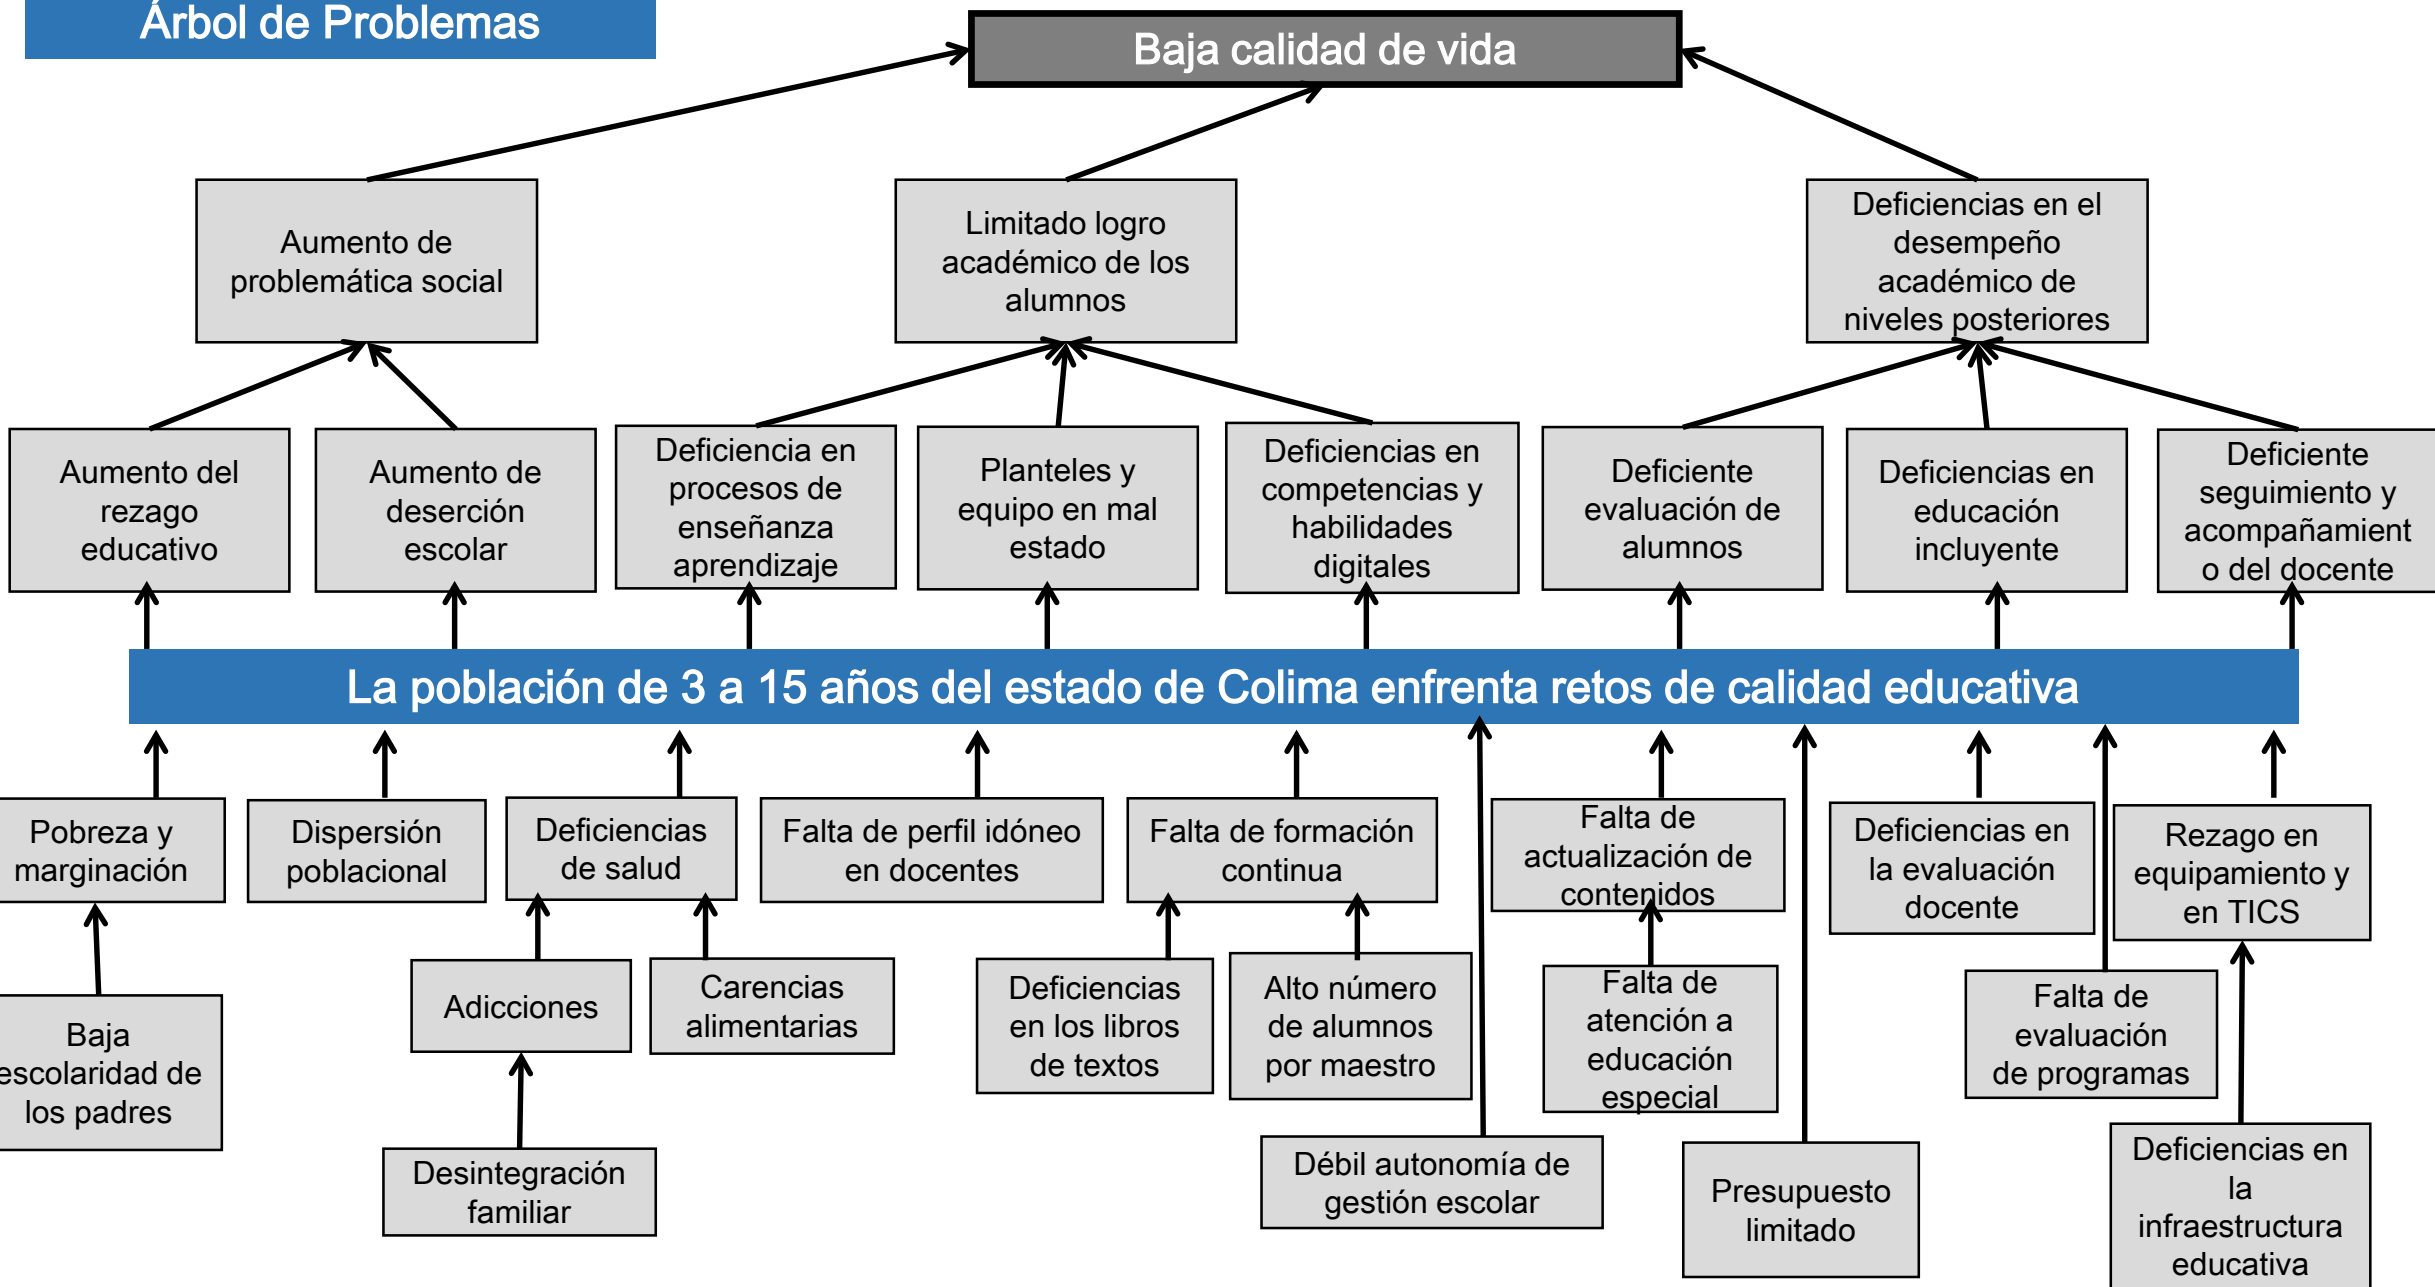 Árbol de Problemas
Baja calidad de vida
Aumento de
problemática social
Limitado logro
académico de los
alumnos
Deficiencias en el
desempeño
académico de
niveles posteriores
Aumento del
rezago
educativo
Aumento de
deserción
escolar
Deficiencia en
procesos de
enseñanza
aprendizaje
Planteles y
equipo en mal
estado
Deficiencias en
competencias y
habilidades
digitales
Deficiente
evaluación de
alumnos
Deficiencias en
educación
incluyente
Deficiente
seguimiento y
acompañamient
o del docente
La población de 3 a 15 años del estado de Colima enfrenta retos de calidad educativa
Pobreza y
marginación
Dispersión
poblacional
Deficiencias
de salud
Falta de perfil idóneo
en docentes
Falta de formación
continua
Falta de
actualización de
contenidos
Deficiencias en
la evaluación
docente
Rezago en
equipamiento y
en TICS
Baja
escolaridad de
los padres
Adicciones
Carencias
alimentarias
Deficiencias
en los libros
de textos
Alto número
de alumnos
por maestro
Falta de
atención a
educación
especial
Falta de
evaluación
de programas
Desintegración
familiar
Débil autonomía de
gestión escolar
Presupuesto
limitado
Deficiencias en
la
infraestructura
educativa